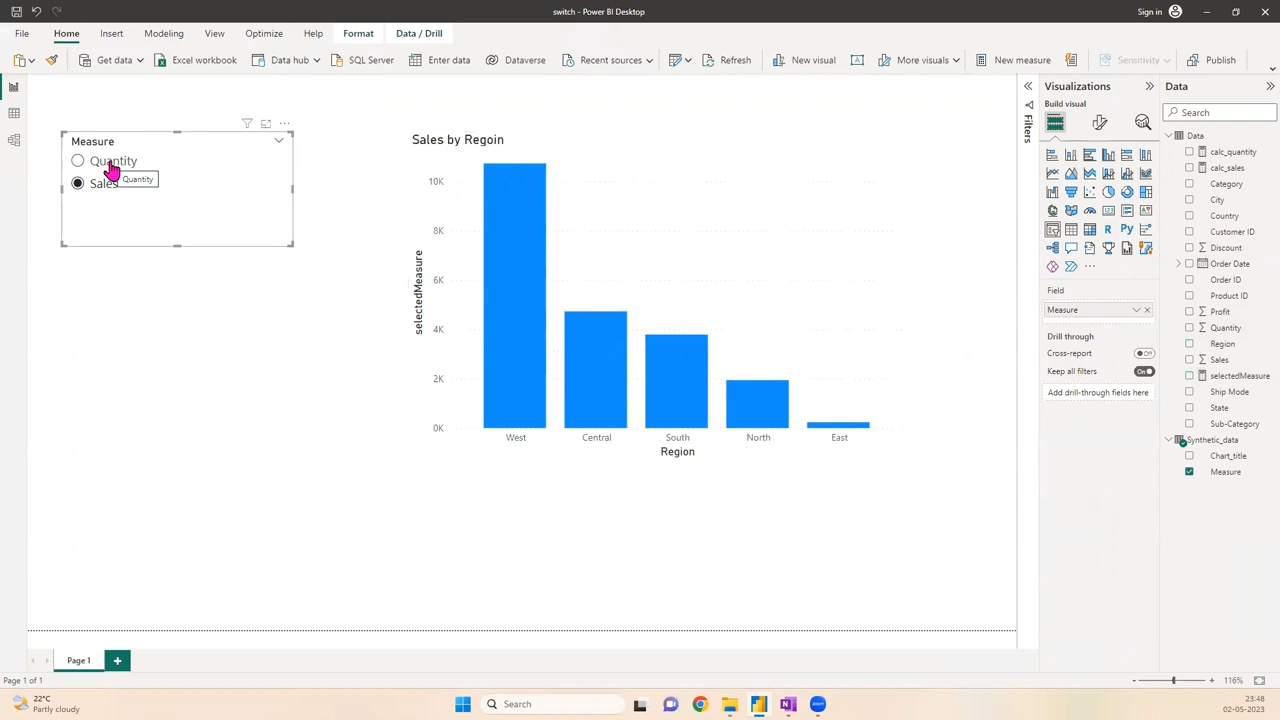 switch - Power BI Desktop
Sign in
File
Home
Insert
Modeling
View
Optimize
Help
Format
Data / Drill
Get data
Excel workbook
Data hub
SQL Server
Enter data
Dataverse
Recent sources
Refresh
New visual
More visuals
New measure
Sensitivity
Publish
Measure
Quantity
Sales
Quantity
Sales by Regoin
10K
8K
6K
4K
2K
0K
selectedMeasure
West
Central
South
North
East
Region
Filters
Visualizations
Build visual
R
Py
123
Field
Measure
Drill through
Cross-report
Off
Keep all filters
On
Add drill-through fields here
Data
Search
Data
calc_quantity
calc_sales
Category
City
Country
Customer ID
Discount
Order Date
Order ID
Product ID
Profit
Quantity
Region
Sales
selectedMeasure
Ship Mode
State
Sub-Category
Synthetic_data
Chart_title
Measure
Page 1
Page 1 of 1
116%
22°C
Partly cloudy
Search
zoom
23:48
02-05-2023